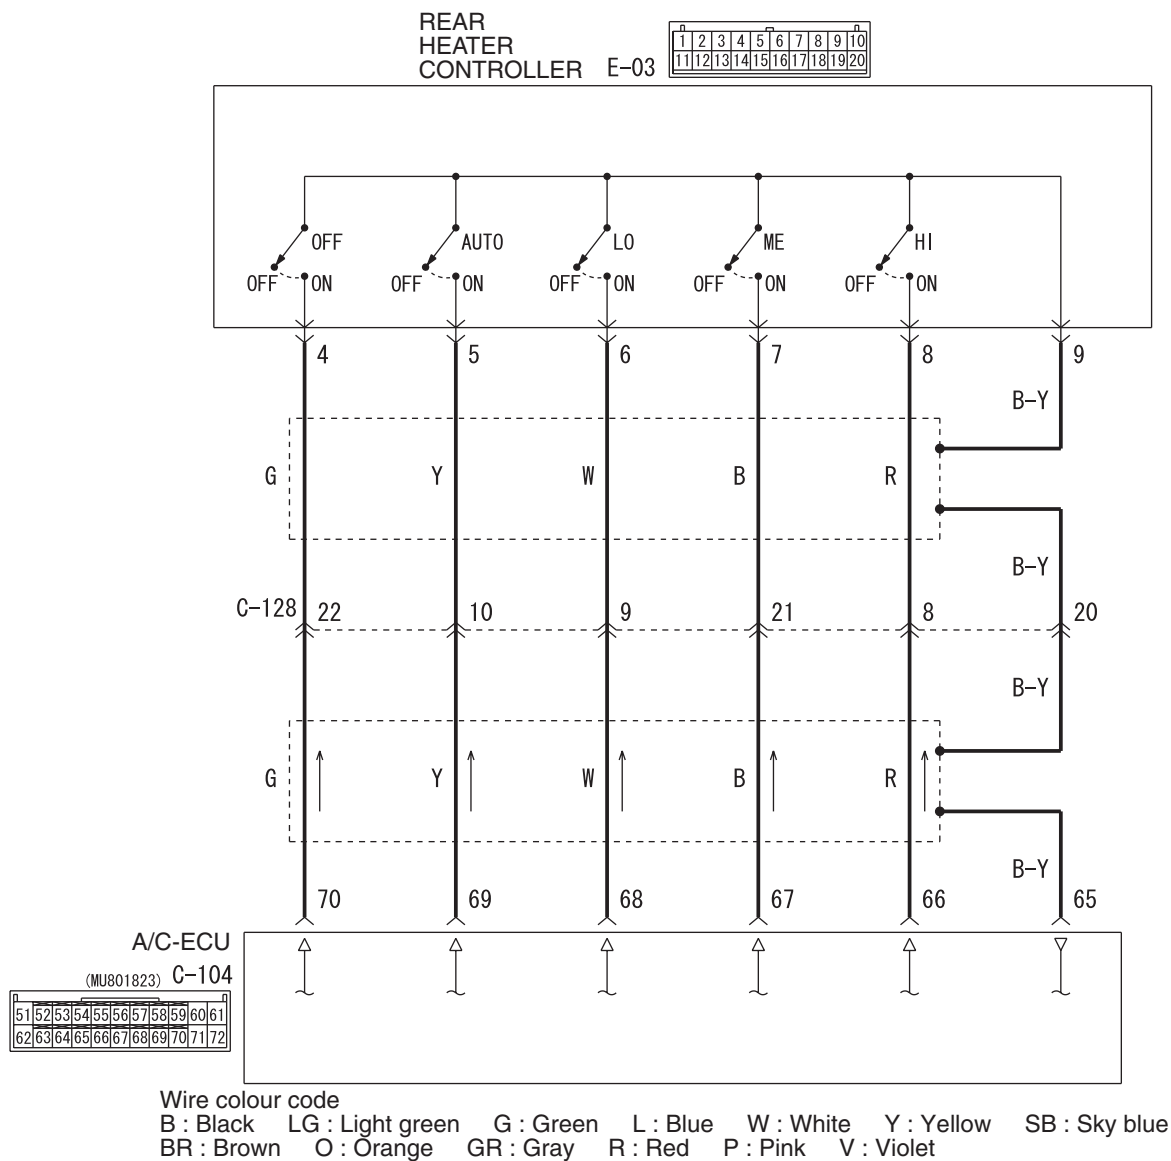 REAR
HEATER
CONTROLLER E-03
1 2 3 4 5 6 7 8 9 10
11 12 13 14 15 16 17 18 19 20
OFF AUTO LO ME HI
OFF ON OFF ON OFF ON OFF ON OFF ON
4 5 6 7 8 9
B-Y
G Y W B R
B-Y
C-128 22 10 9 21 8 20
B-Y
G Y W B R
B-Y
70 69 68 67 66 65
A/C-ECU
(MU801823) C-104
51 52 53 54 55 56 57 58 59 60 61
62 63 64 65 66 67 68 69 70 71 72
Wire colour code
B : Black LG : Light green G : Green L : Blue W : White Y : Yellow SB : Sky blue
BR : Brown O : Orange GR : Gray R : Red P : Pink V : Violet